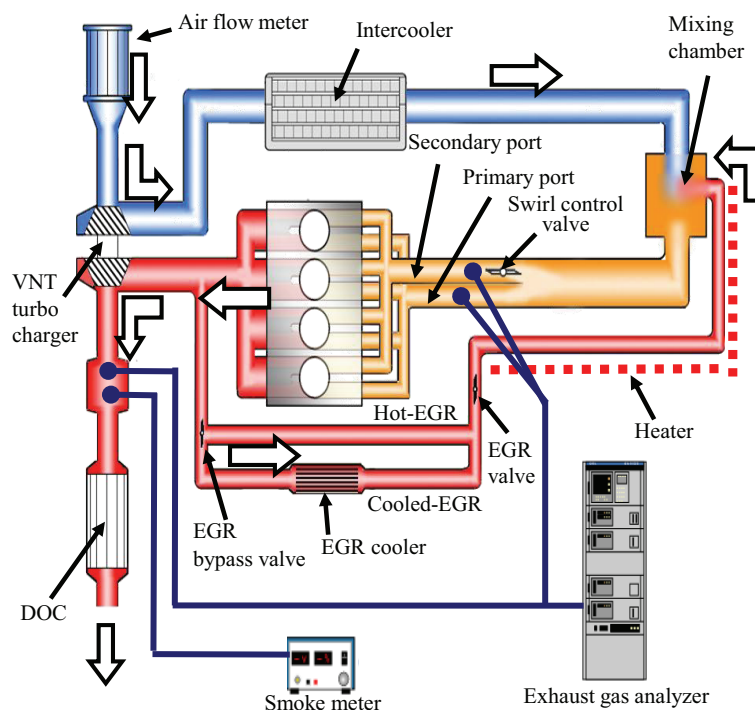 Air flow meter
Intercooler
Mixing
chamber
Secondary port
Primary port
Swirl control
valve
VNT
turbo
charger
Hot-EGR
Heater
EGR
valve
Cooled-EGR
EGR
bypass valve
EGR cooler
DOC
Smoke meter
Exhaust gas analyzer